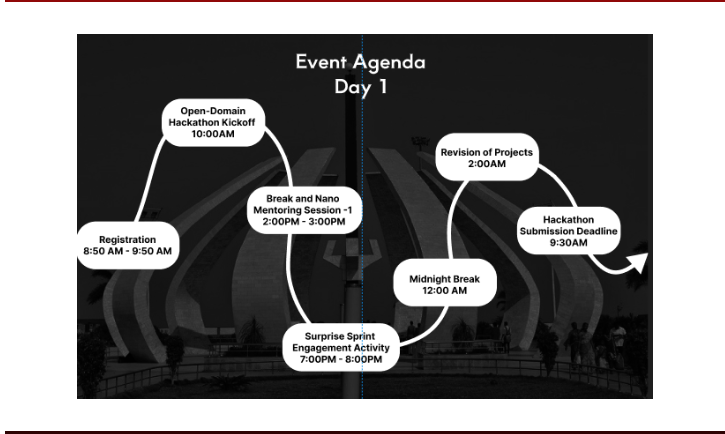 Event Agenda
Day 1
Registration
8:50 AM - 9:50 AM
Open-Domain
Hackathon Kickoff
10:00AM
Break and Nano
Mentoring Session -1
2:00PM - 3:00PM
Surprise Sprint
Engagement Activity
7:00PM - 8:00PM
Midnight Break
12:00 AM
Revision of Projects
2:00AM
Hackathon
Submission Deadline
9:30AM